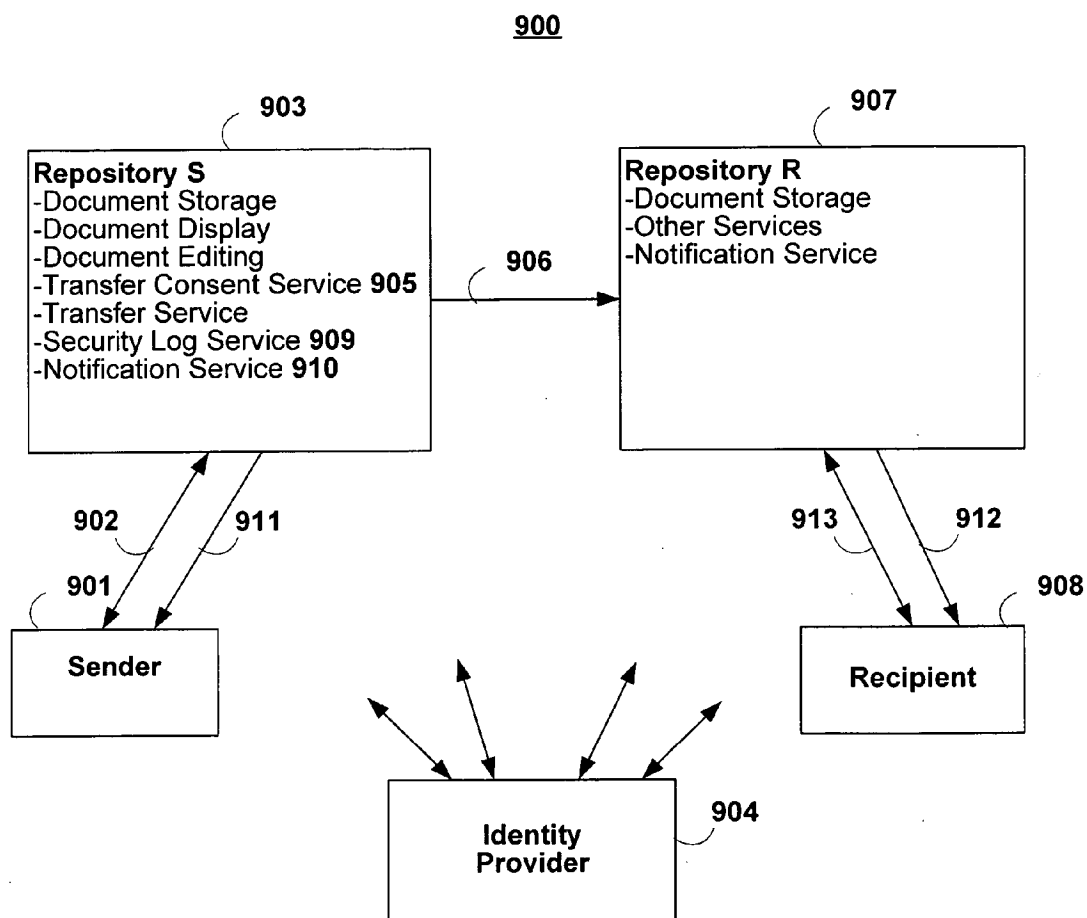 900
903
907
Repository S
-Document Storage
-Document Display
-Document Editing
-Transfer Consent Service 905
-Transfer Service
-Security Log Service 909
-Notification Service 910
906
Repository R
-Document Storage
-Other Services
-Notification Service
902
911
913
912
901
908
Sender
Recipient
904
Identity
Provider